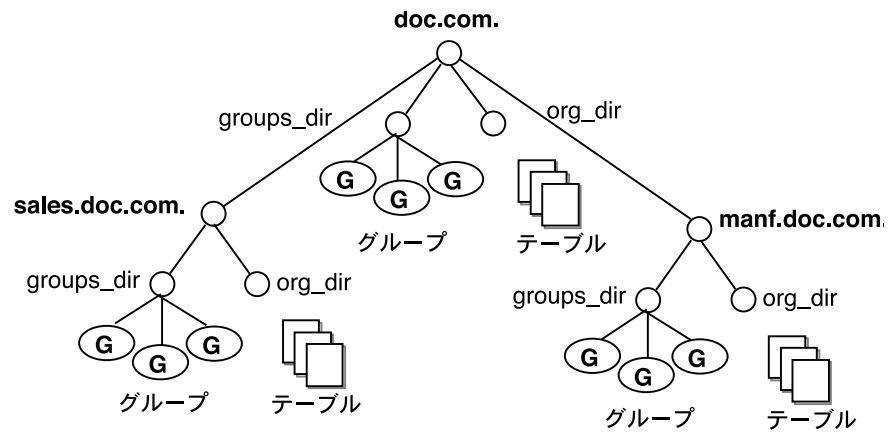 doc.com.
groups_dir
org_dir
G
G
G
グループ
テーブル
sales.doc.com.
groups_dir
org_dir
G
G
G
グループ
テーブル
manf.doc.com.
groups_dir
org_dir
G
G
G
グループ
テーブル